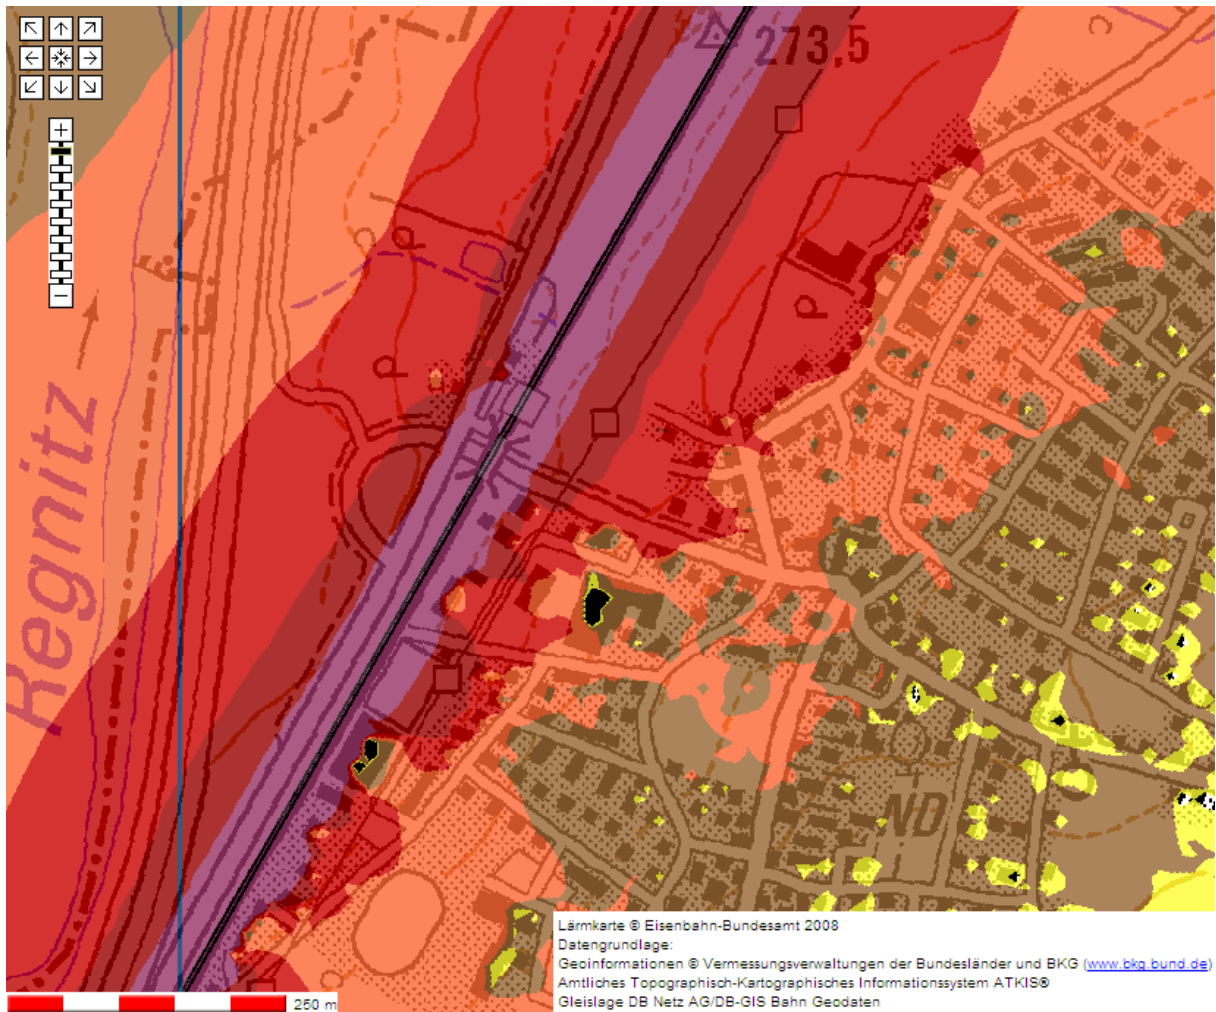 273,5
P
P
P
Regnitz
ND
Lärmkarte © Eisenbahn-Bundesamt 2008
Datengrundlage:
Geoinformationen © Vermessungsverwaltungen der Bundesländer und BKG (www.bkg.bund.de)
Amtliches Topographisch-Kartographisches Informationssystem ATKIS®
Gleislage DB Netz AG/DB-GIS Bahn Geodaten
250 m